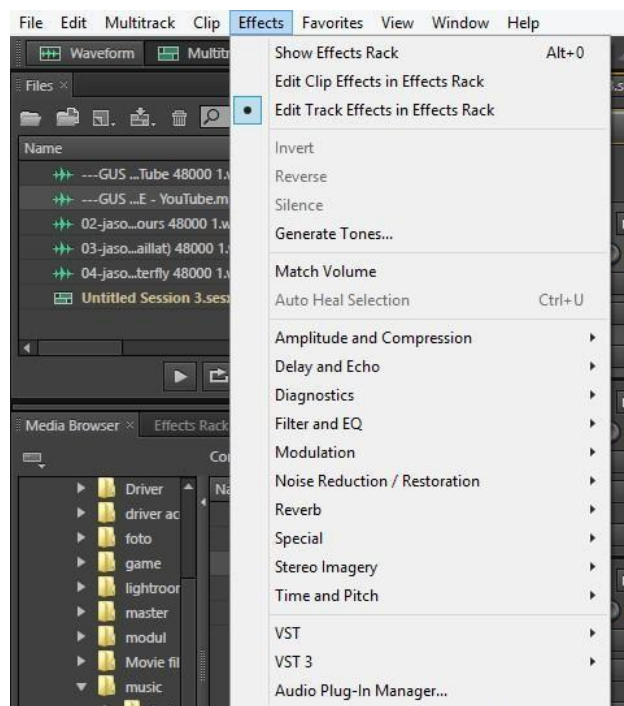 File Edit Multitrack Clip Effects Favorites View Window Help
Waveform Multitr
Files ×
Name
---GUS ...Tube 48000 1.w
---GUS ...E - YouTube.m
02-jaso...ours 48000 1.w
03-jaso...aillat) 48000 1.
04-jaso...terfly 48000 1.w
Untitled Session 3.sesx
Media Browser × Effects Rack
Co
Na
Driver
driver ac
foto
game
lightroor
master
modul
Movie fil
music
Show Effects Rack Alt+0
Edit Clip Effects in Effects Rack
Edit Track Effects in Effects Rack
Invert
Reverse
Silence
Generate Tones...
Match Volume
Auto Heal Selection Ctrl+U
Amplitude and Compression
Delay and Echo
Diagnostics
Filter and EQ
Modulation
Noise Reduction / Restoration
Reverb
Special
Stereo Imagery
Time and Pitch
VST
VST 3
Audio Plug-In Manager...